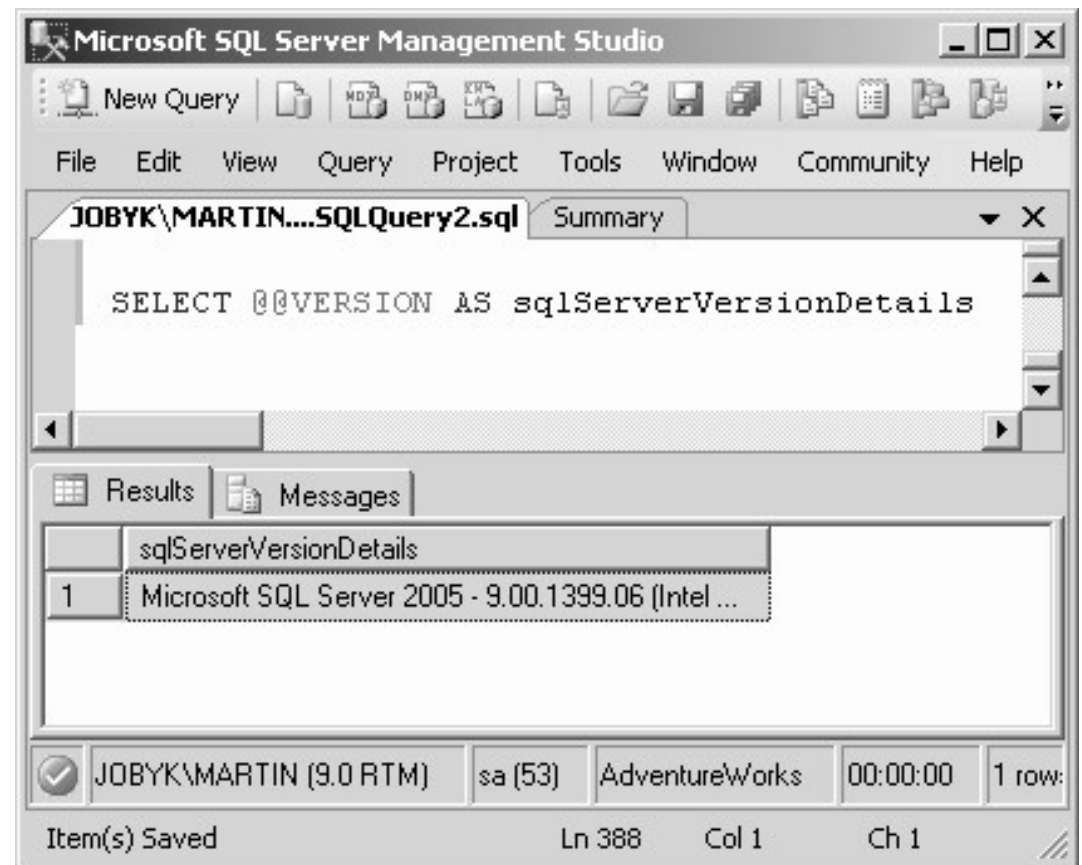 Microsoft SQL Server Management Studio
New Query MDX DMX XMLA
File Edit View Query Project Tools Window Community Help
JOBYK\MARTIN....SQLQuery2.sql Summary
SELECT @@VERSION AS sqlServerVersionDetails
Results Messages
sqlServerVersionDetails
1 Microsoft SQL Server 2005 - 9.00.1399.06 (Intel ...
JOBYK\MARTIN (9.0 RTM) sa (53) AdventureWorks 00:00:00 1 row
Item(s) Saved Ln 388 Col 1 Ch 1